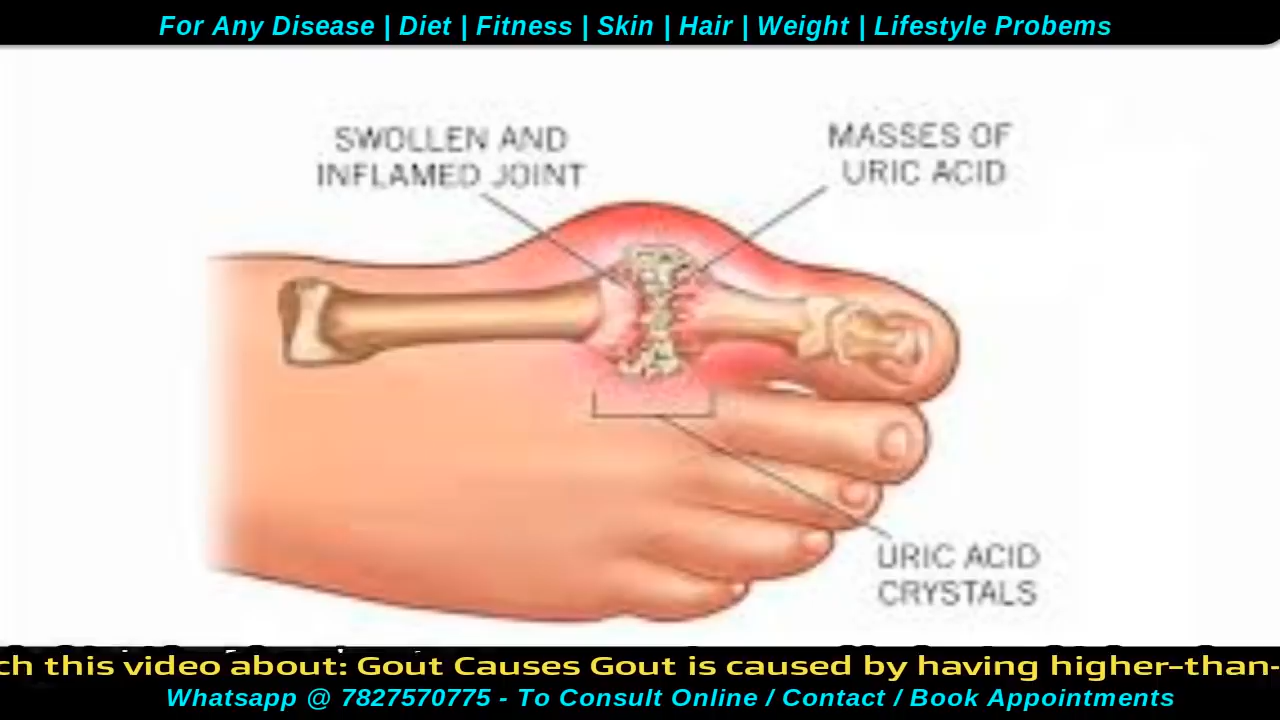 For Any Disease | Diet | Fitness | Skin | Hair | Weight | Lifestyle Probems
SWOLLEN AND
INFLAMED JOINT
MASSES OF
URIC ACID
URIC ACID
CRYSTALS
ch this video about: Gout Causes Gout is caused by having higher-than-
Whatsapp @ 7827570775 - To Consult Online / Contact / Book Appointments